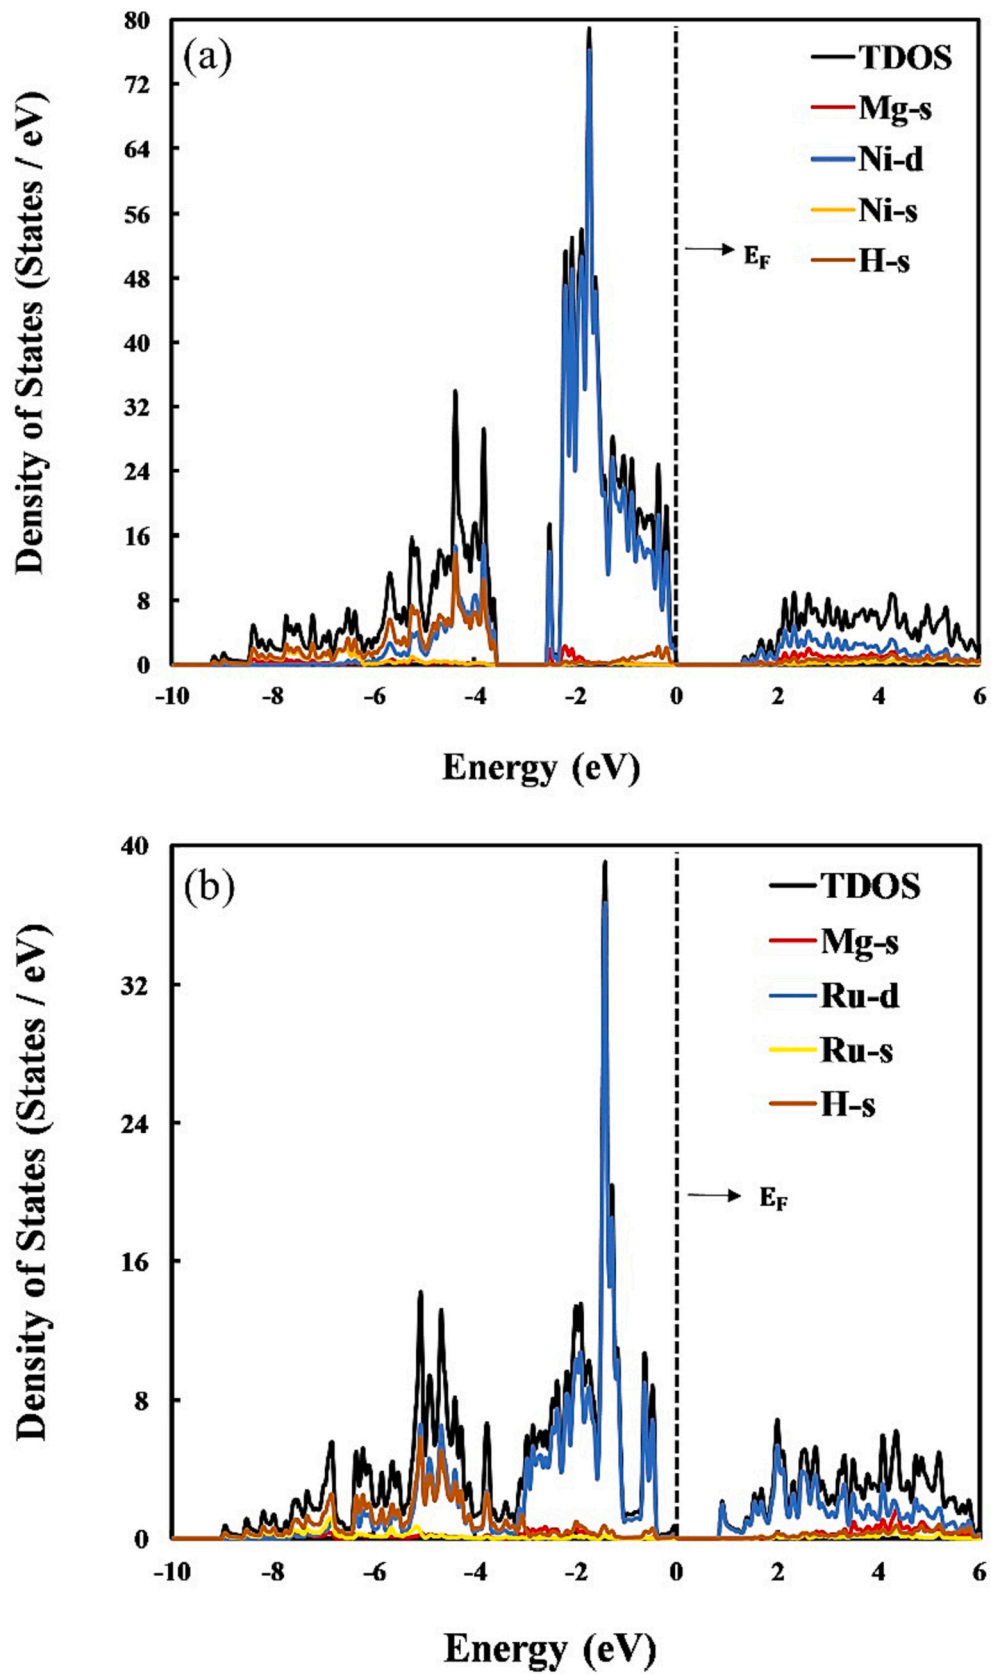 (a)
Density of States (States / eV)
80
72
64
56
48
40
32
24
16
8
0
TDOS
Mg-s
Ni-d
Ni-s
H-s
E_F
-10 -8 -6 -4 -2 0 2 4 6
Energy (eV)
(b)
Density of States (States / eV)
40
32
24
16
8
0
TDOS
Mg-s
Ru-d
Ru-s
H-s
E_F
-10 -8 -6 -4 -2 0 2 4 6
Energy (eV)